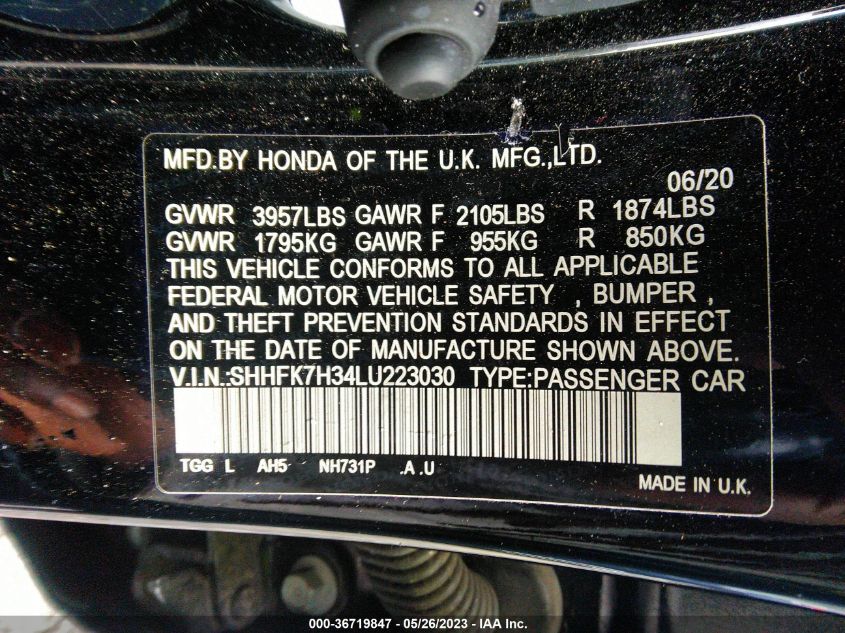 MFD.BY HONDA OF THE U.K. MFG.,LTD.
06/20
GVWR 3957LBS GAWR F 2105LBS R 1874LBS
GVWR 1795KG GAWR F 955KG R 850KG
THIS VEHICLE CONFORMS TO ALL APPLICABLE
FEDERAL MOTOR VEHICLE SAFETY , BUMPER ,
AND THEFT PREVENTION STANDARDS IN EFFECT
ON THE DATE OF MANUFACTURE SHOWN ABOVE.
V.I.N.:SHHFK7H34LU223030 TYPE:PASSENGER CAR
TGG L AH5 NH731P .A .U
MADE IN U.K.
000-36719847 / 05/26/2023 - IAA Inc.